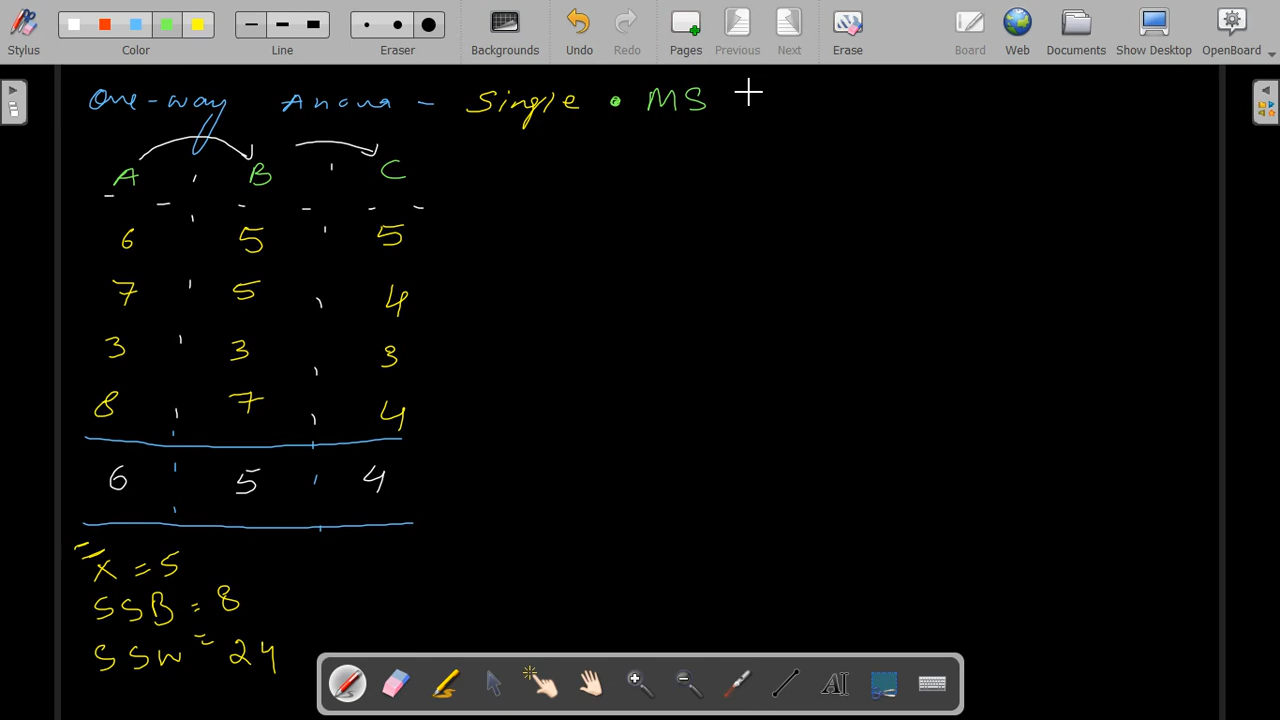 Stylus
Color
Line
Eraser
Backgrounds
Undo
Redo
Pages
Previous
Next
Erase
Board
Web
Documents
Show Desktop
OpenBoard
One-way Anova - Single • MS
A B C
6 5 5
7 5 4
3 3 3
8 7 4
6 5 4
x̿ = 5
SSB = 8
SSW = 24